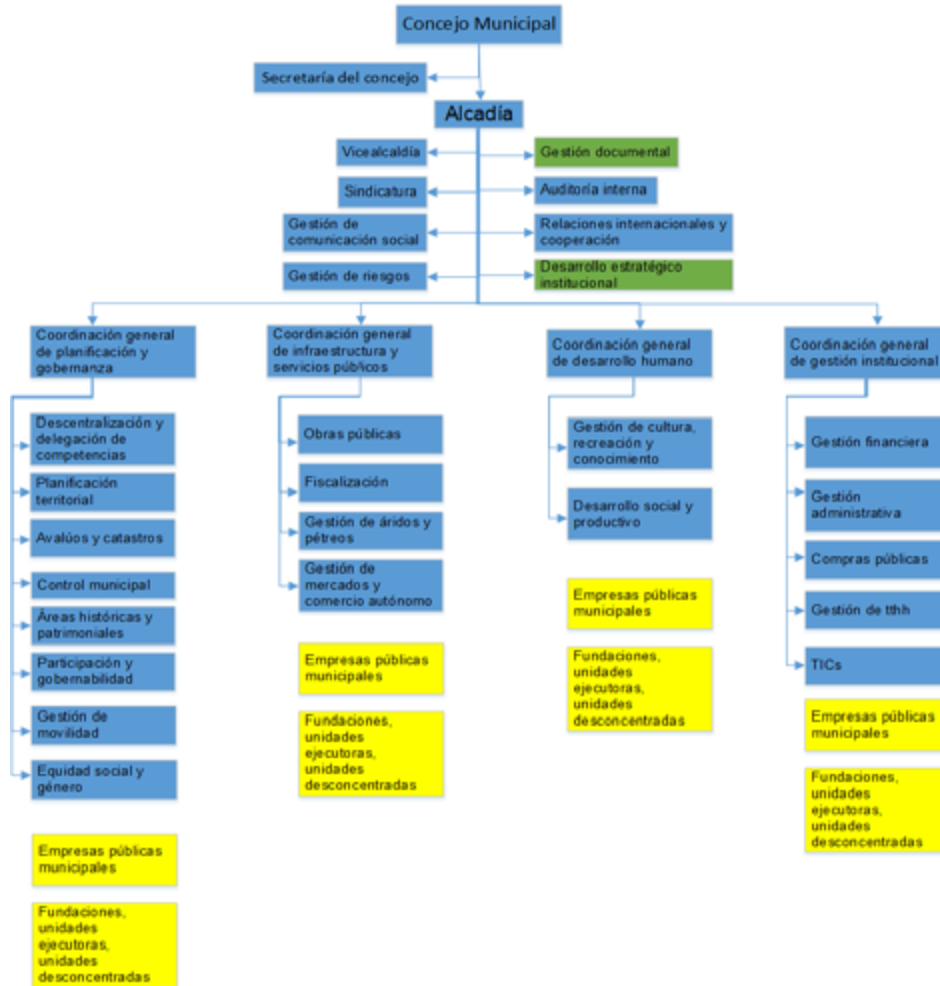 Concejo Municipal
Secretaría del concejo
Alcadía
Vicealcaldía
Gestión documental
Sindicatura
Auditoría interna
Gestión de
comunicación social
Relaciones internacionales y
cooperación
Gestión de riesgos
Desarrollo estratégico
institucional
Coordinación general
de planificación y
gobernanza
Descentralización y
delegación de
competencias
Planificación
territorial
Avalúos y catastros
Control municipal
Áreas históricas y
patrimoniales
Participación y
gobernabilidad
Gestión de
movilidad
Equidad social y
género
Empresas públicas
municipales
Fundaciones,
unidades
ejecutoras,
unidades
desconcentradas
Coordinación general
de infraestructura y
servicios públicos
Obras públicas
Fiscalización
Gestión de áridos y
pétreos
Gestión de
mercados y
comercio autónomo
Empresas públicas
municipales
Fundaciones,
unidades
ejecutoras,
unidades
desconcentradas
Coordinación general
de desarrollo humano
Gestión de cultura,
recreación y
conocimiento
Desarrollo social y
productivo
Empresas públicas
municipales
Fundaciones,
unidades
ejecutoras,
unidades
desconcentradas
Coordinación general
de gestión institucional
Gestión financiera
Gestión
administrativa
Compras públicas
Gestión de tthh
TICs
Empresas públicas
municipales
Fundaciones,
unidades
ejecutoras,
unidades
desconcentradas